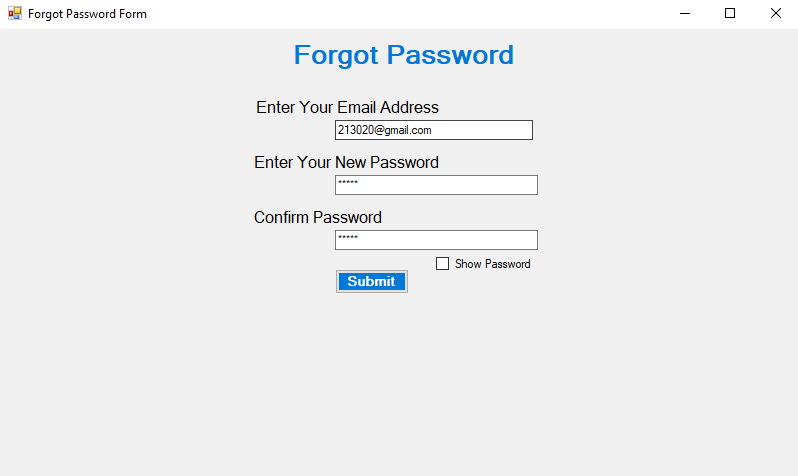 Forgot Password Form
Forgot Password
Enter Your Email Address
213020@gmail.com
Enter Your New Password
*****
Confirm Password
*****
Show Password
Submit